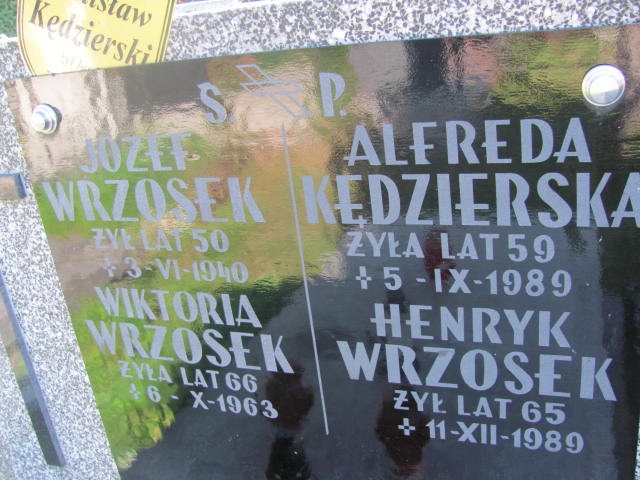 Kędzierski
S. P.
JÓZEF
WRZOSEK
ŻYŁ LAT 50
+ 3-VI-1940
WIKTORIA
WRZOSEK
ŻYŁA LAT 66
+ 6 - X-1963
ALFREDA
KĘDZIERSKA
ŻYŁA LAT 59
+ 5 - IX-1989
HENRYK
WRZOSEK
ŻYŁ LAT 65
+ 11-XII-1989